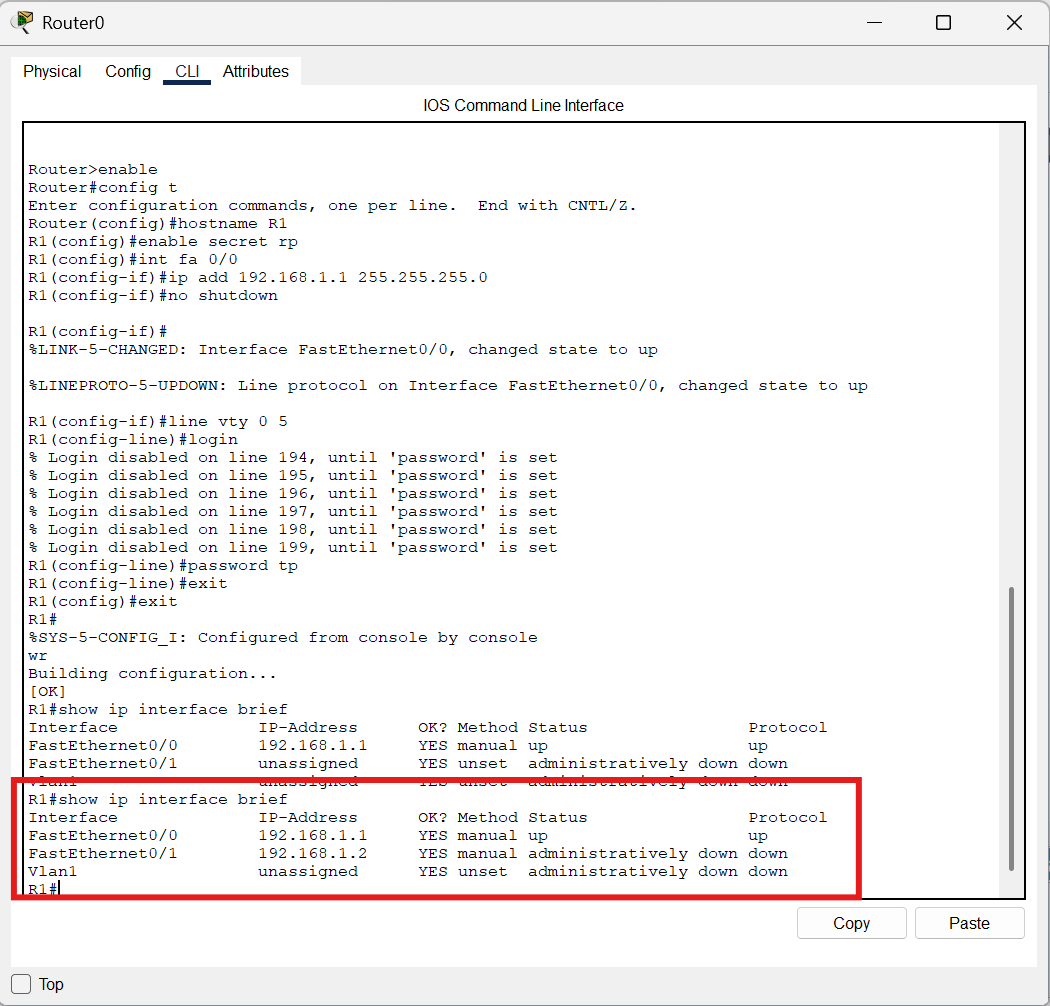 Router0
Physical Config CLI Attributes
IOS Command Line Interface
Router>enable
Router#config t
Enter configuration commands, one per line.  End with CNTL/Z.
Router(config)#hostname R1
R1(config)#enable secret rp
R1(config)#int fa 0/0
R1(config-if)#ip add 192.168.1.1 255.255.255.0
R1(config-if)#no shutdown
R1(config-if)#
%LINK-5-CHANGED: Interface FastEthernet0/0, changed state to up
%LINEPROTO-5-UPDOWN: Line protocol on Interface FastEthernet0/0, changed state to up
R1(config-if)#line vty 0 5
R1(config-line)#login
% Login disabled on line 194, until 'password' is set
% Login disabled on line 195, until 'password' is set
% Login disabled on line 196, until 'password' is set
% Login disabled on line 197, until 'password' is set
% Login disabled on line 198, until 'password' is set
% Login disabled on line 199, until 'password' is set
R1(config-line)#password tp
R1(config-line)#exit
R1(config)#exit
R1#
%SYS-5-CONFIG_I: Configured from console by console
wr
Building configuration...
[OK]
R1#show ip interface brief
Interface              IP-Address      OK? Method Status                Protocol
FastEthernet0/0        192.168.1.1     YES manual up                    up
FastEthernet0/1        unassigned      YES unset  administratively down down
Vlan1                  unassigned      YES unset  administratively down down
R1#show ip interface brief
Interface              IP-Address      OK? Method Status                Protocol
FastEthernet0/0        192.168.1.1     YES manual up                    up
FastEthernet0/1        192.168.1.2     YES manual administratively down down
Vlan1                  unassigned      YES unset  administratively down down
R1#
Copy Paste
Top